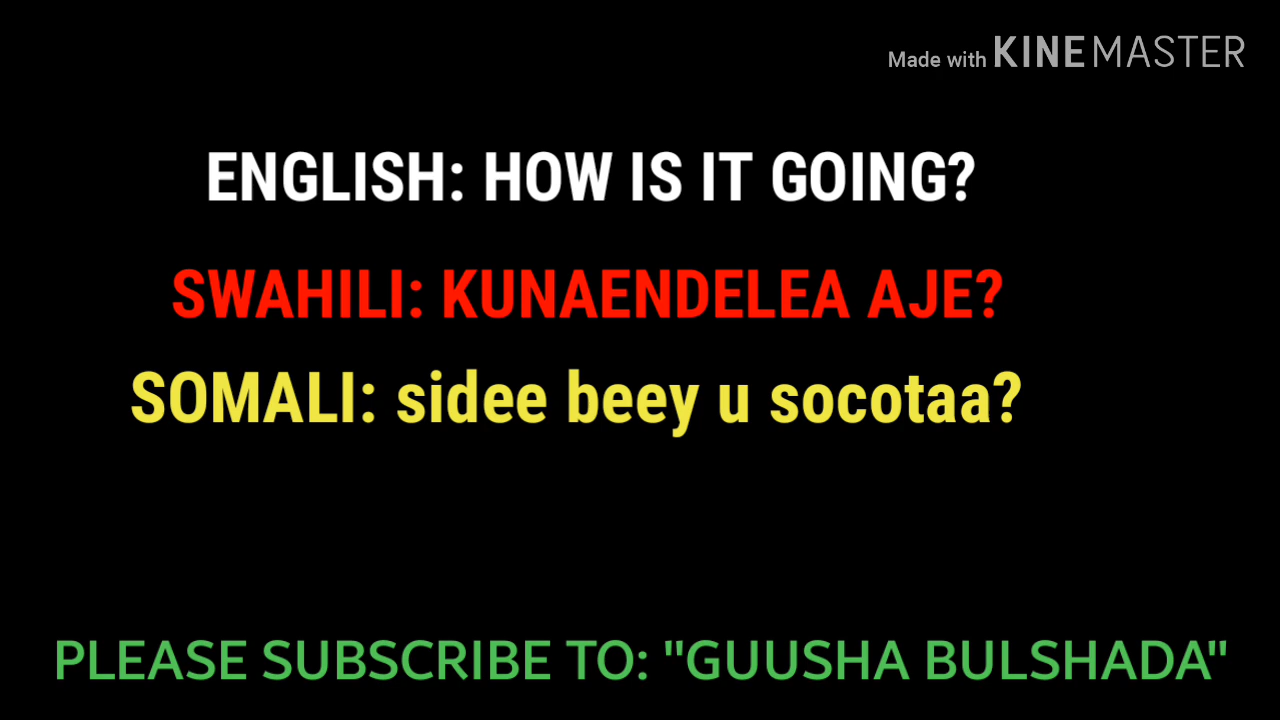 Made with KINEMASTER
ENGLISH: HOW IS IT GOING?
SWAHILI: KUNAENDELEA AJE?
SOMALI: sidee beey u socotaa?
PLEASE SUBSCRIBE TO: "GUUSHA BULSHADA"